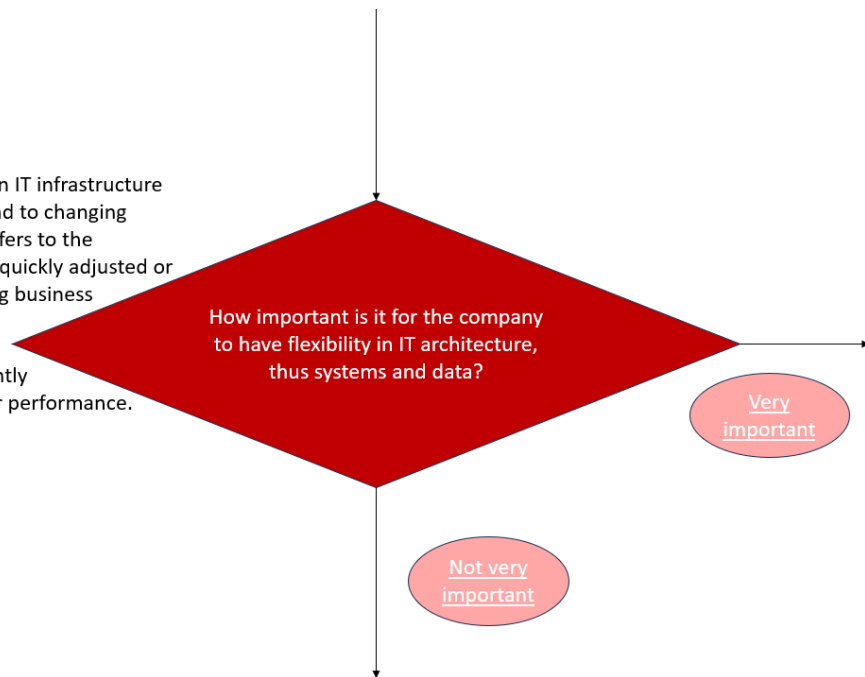 n IT infrastructure
d to changing
fers to the
quickly adjusted or
g business
ntly
r performance.
How important is it for the company
to have flexibility in IT architecture,
thus systems and data?
Very
important
Not very
important